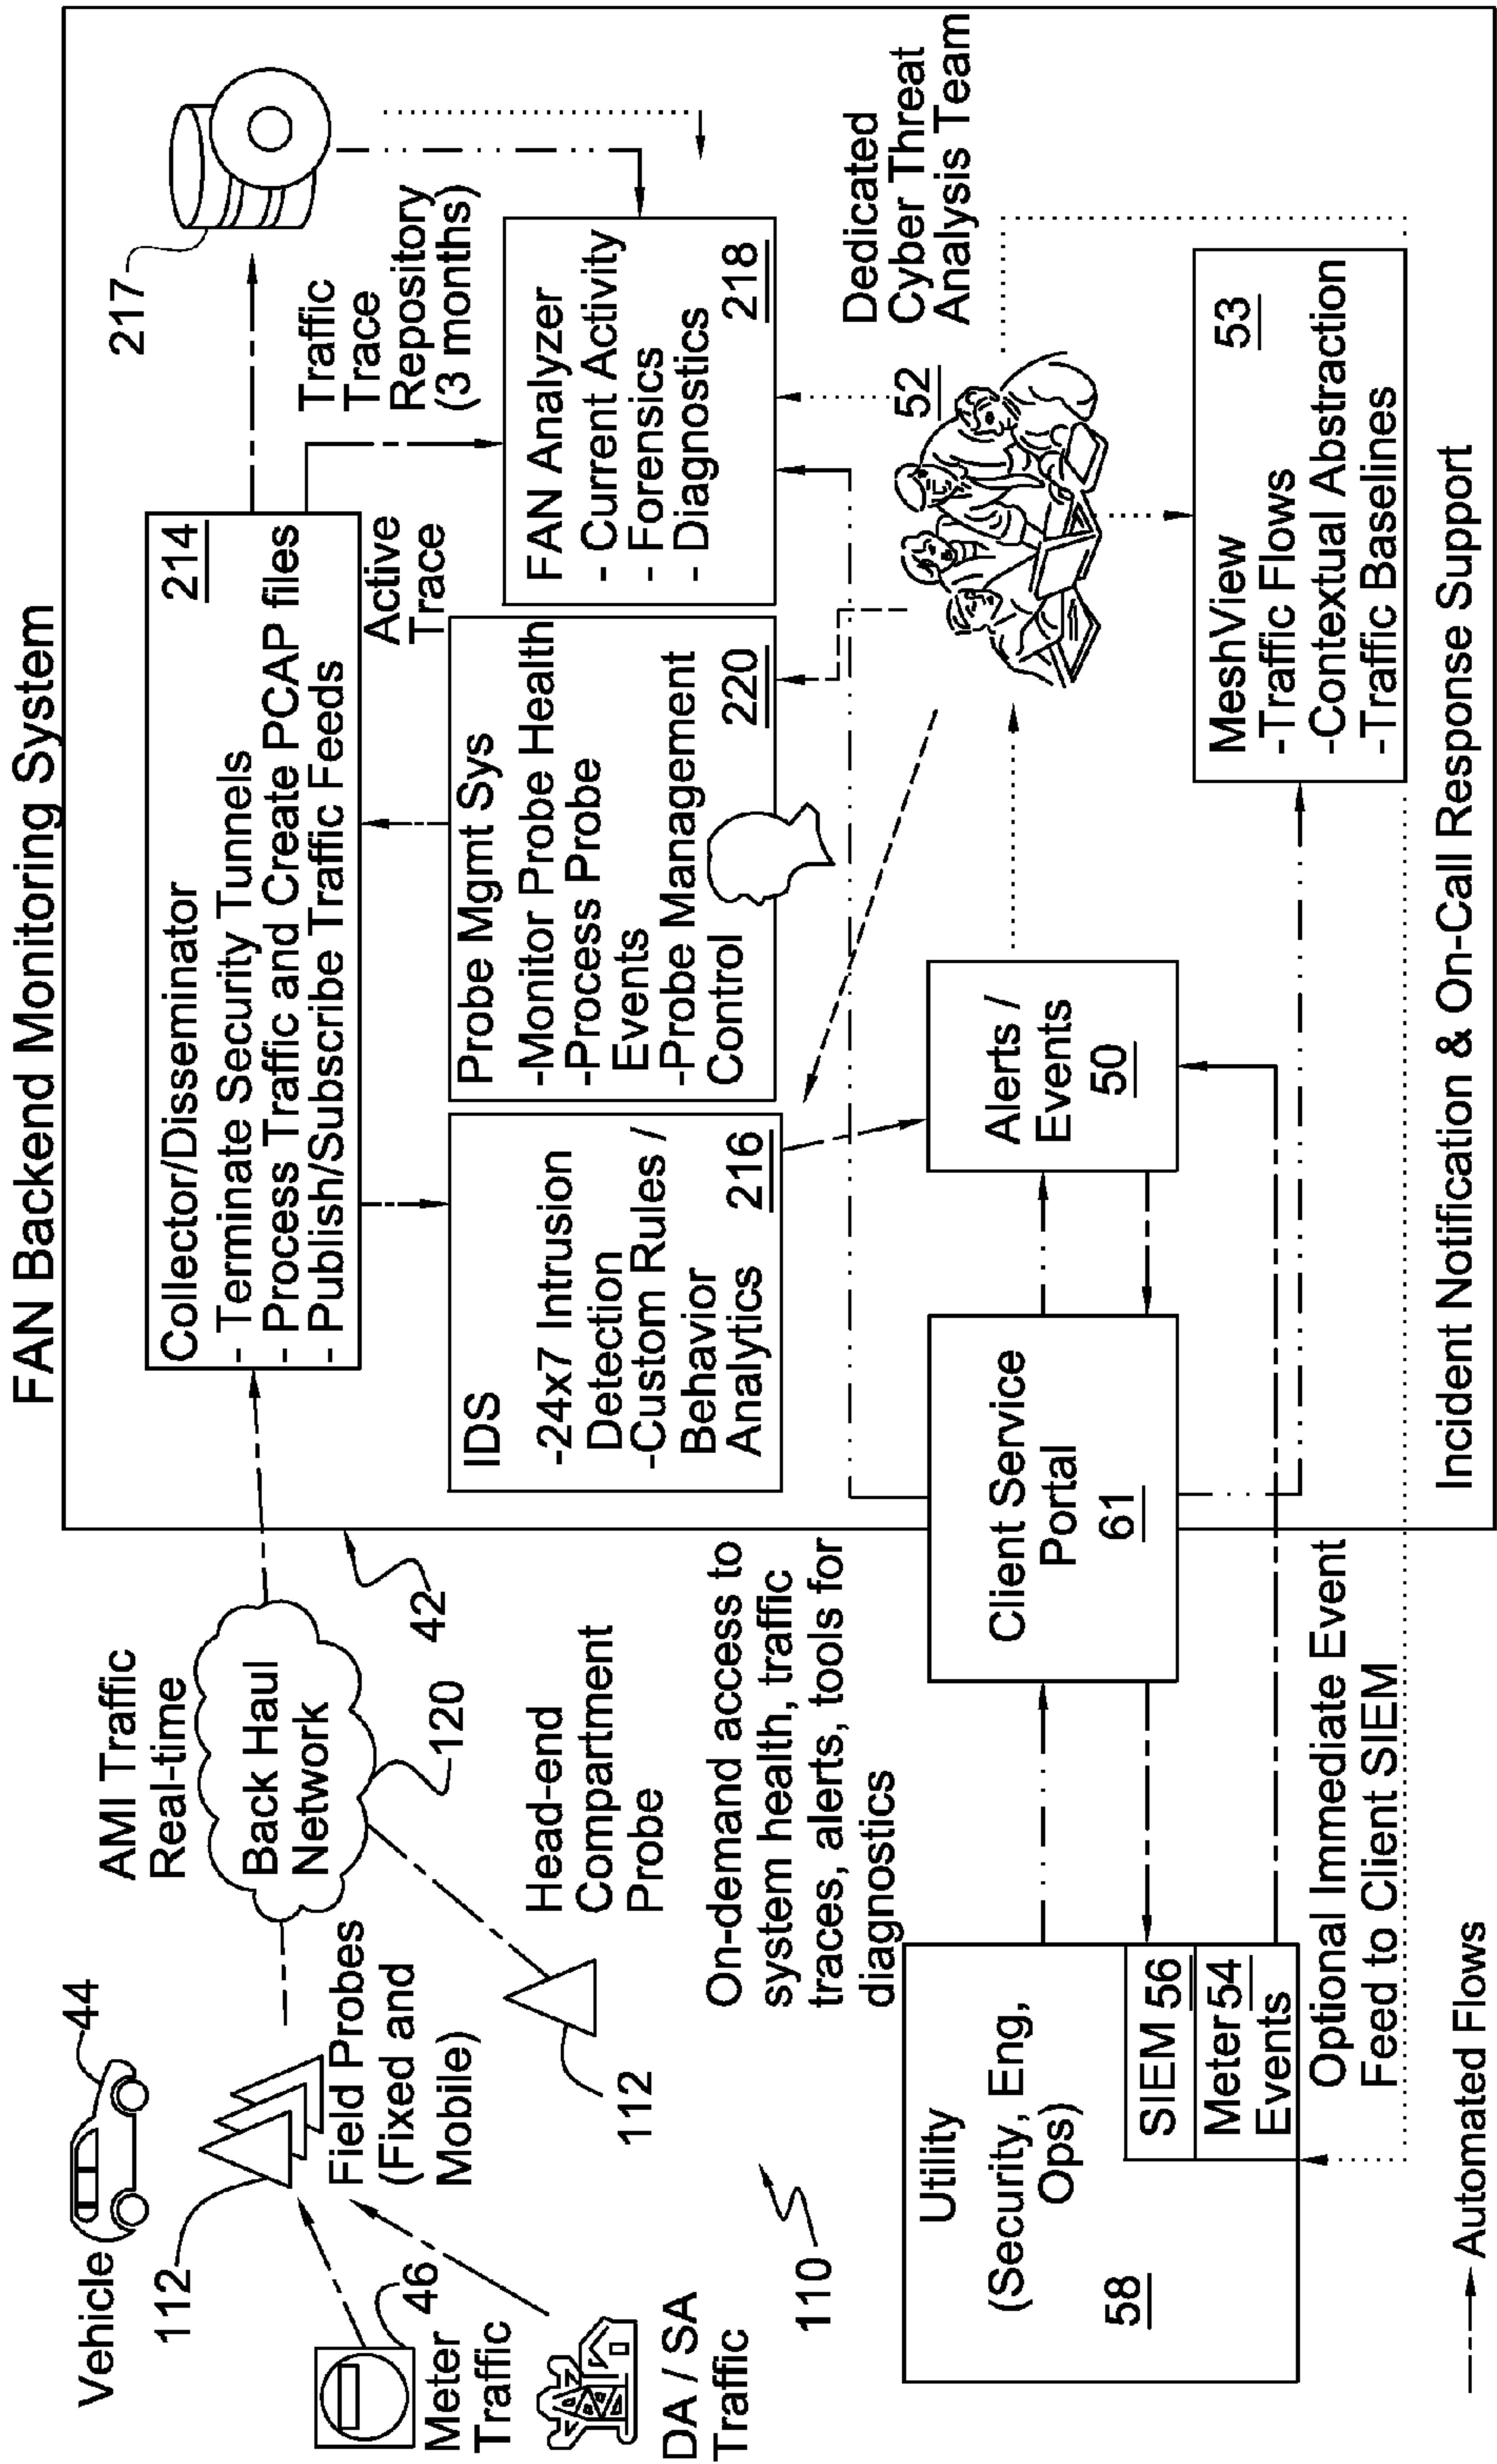 FAN Backend Monitoring System
Vehicle
44
112
Field Probes
(Fixed and
Mobile)
46
Meter
Traffic
DA / SA
Traffic
AMI Traffic
Real-time
Back Haul
Network
120
42
Head-end
Compartment
Probe
112
110
Collector/Disseminator
214
- Terminate Security Tunnels
- Process Traffic and Create PCAP files
- Publish/Subscribe Traffic Feeds
217
Traffic
Trace
Repository
(3 months)
Active
Trace
IDS
-24x7 Intrusion
Detection
-Custom Rules /
Behavior
Analytics
216
Probe Mgmt Sys
-Monitor Probe Health
-Process Probe
Events
-Probe Management
Control
220
FAN Analyzer
- Current Activity
- Forensics
- Diagnostics
218
On-demand access to
system health, traffic
traces, alerts, tools for
diagnostics
Utility
(Security, Eng,
Ops)
58
SIEM 56
Meter 54
Events
Client Service
Portal
61
Alerts /
Events
50
52
Dedicated
Cyber Threat
Analysis Team
MeshView
-Traffic Flows
-Contextual Abstraction
-Traffic Baselines
53
Optional Immediate Event
Feed to Client SIEM
Incident Notification & On-Call Response Support
Automated Flows